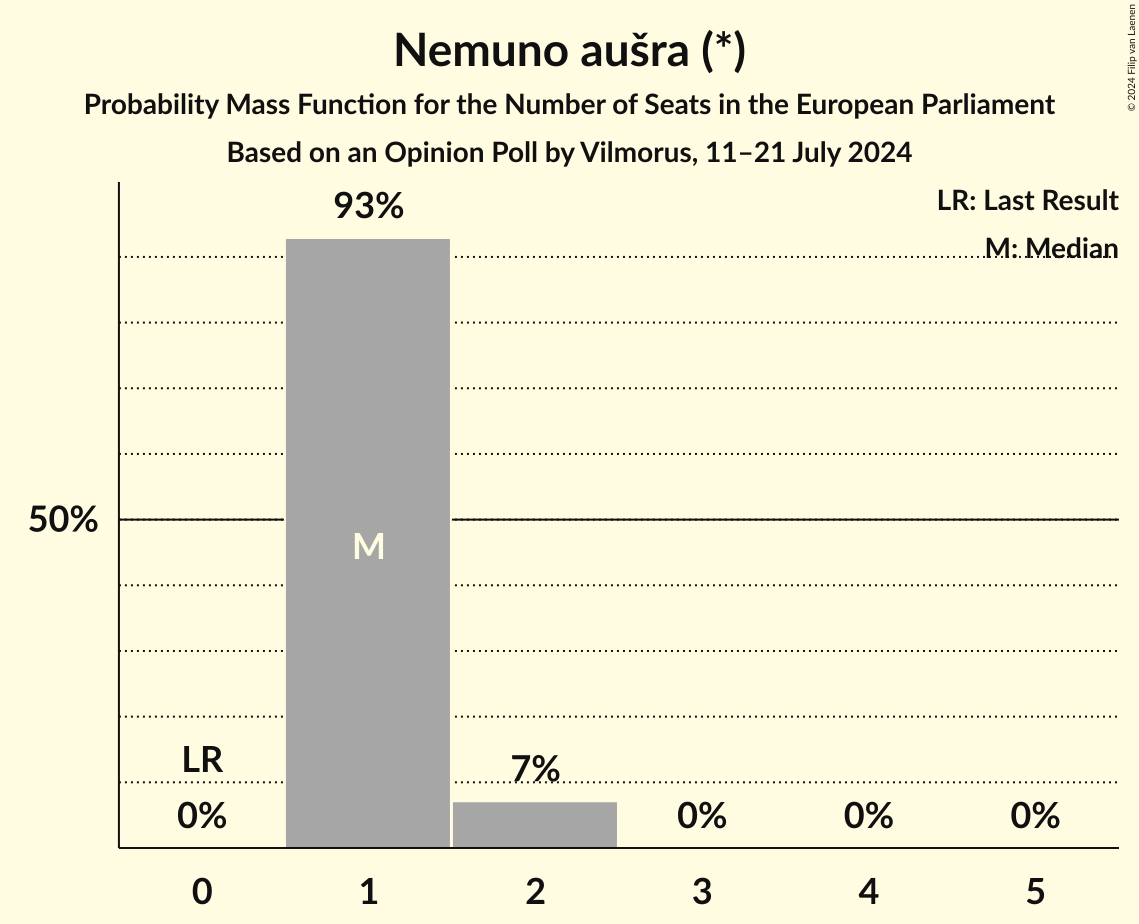 Nemuno aušra (*)
Probability Mass Function for the Number of Seats in the European Parliament
Based on an Opinion Poll by Vilmorus, 11–21 July 2024
© 2024 Filip van Laenen
LR: Last Result
M: Median
93%
50%
M
LR
7%
0%
0%
0%
0%
0
1
2
3
4
5